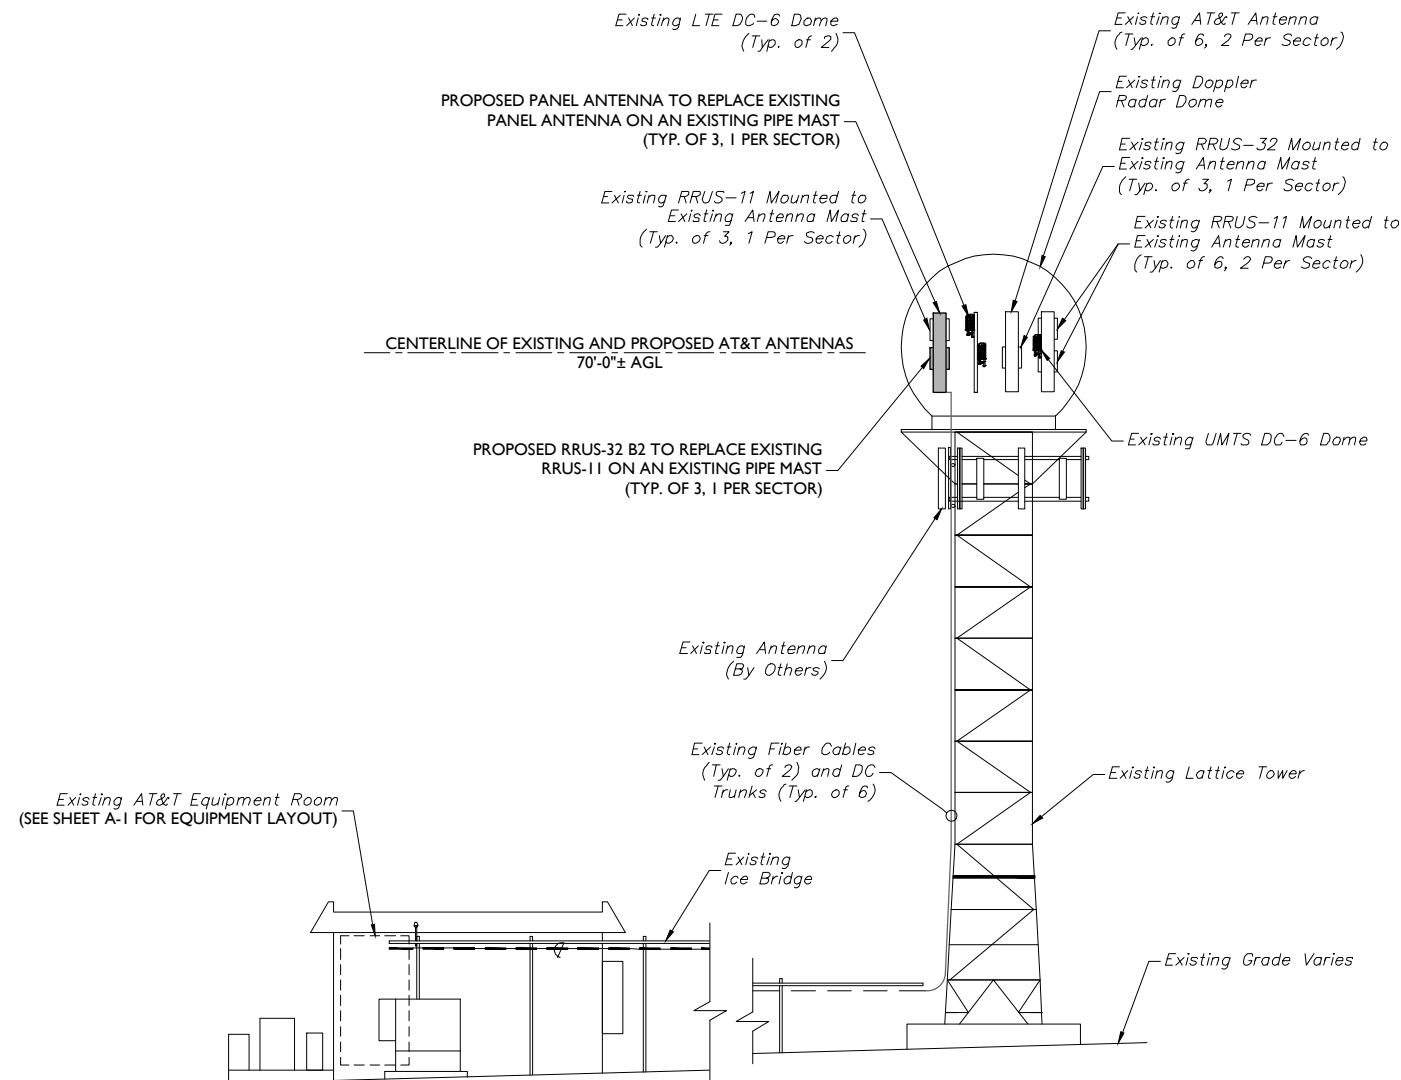 Existing LTE DC-6 Dome
(Typ. of 2)
Existing AT&T Antenna
(Typ. of 6, 2 Per Sector)
PROPOSED PANEL ANTENNA TO REPLACE EXISTING
PANEL ANTENNA ON AN EXISTING PIPE MAST
(TYP. OF 3, 1 PER SECTOR)
Existing Doppler
Radar Dome
Existing RRUS-32 Mounted to
Existing Antenna Mast
(Typ. of 3, 1 Per Sector)
Existing RRUS-11 Mounted to
Existing Antenna Mast
(Typ. of 3, 1 Per Sector)
Existing RRUS-11 Mounted to
Existing Antenna Mast
(Typ. of 6, 2 Per Sector)
CENTERLINE OF EXISTING AND PROPOSED AT&T ANTENNAS
70'-0"± AGL
PROPOSED RRUS-32 B2 TO REPLACE EXISTING
RRUS-11 ON AN EXISTING PIPE MAST
(TYP. OF 3, 1 PER SECTOR)
Existing UMTS DC-6 Dome
Existing Antenna
(By Others)
Existing Fiber Cables
(Typ. of 2) and DC
Trunks (Typ. of 6)
Existing Lattice Tower
Existing AT&T Equipment Room
(SEE SHEET A-1 FOR EQUIPMENT LAYOUT)
Existing
Ice Bridge
Existing Grade Varies